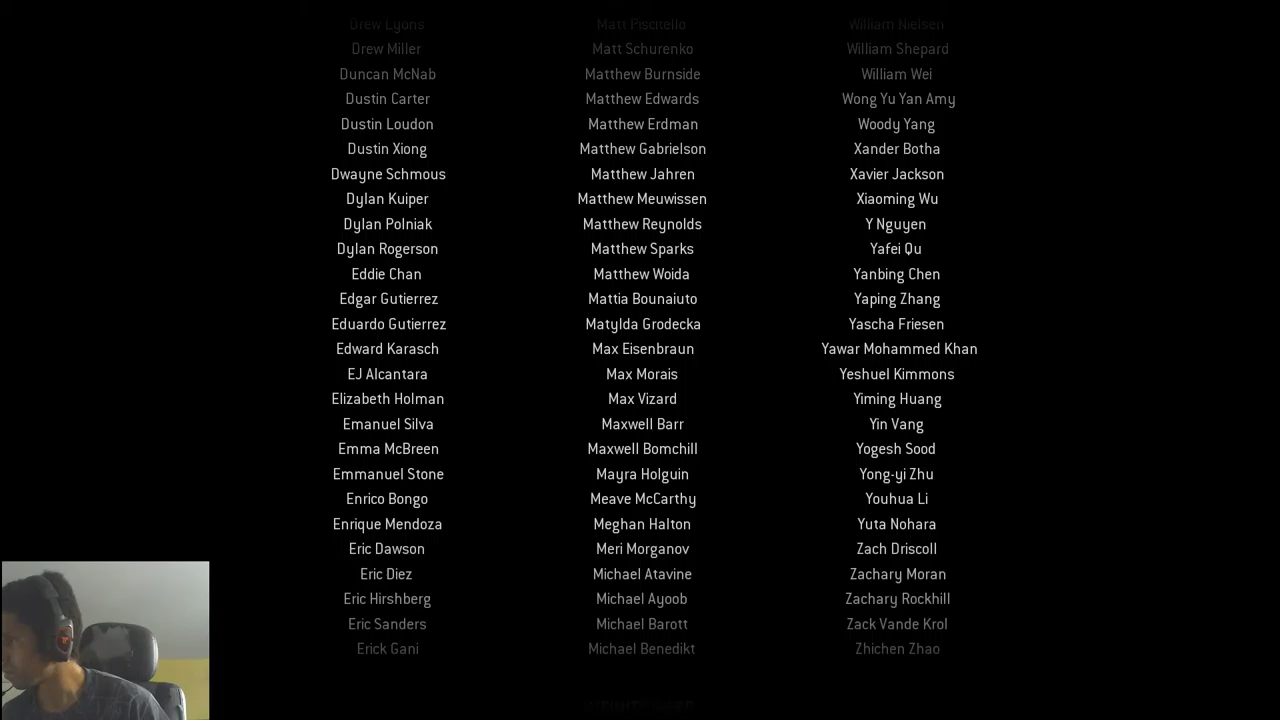 Drew Lyons
Drew Miller
Duncan McNab
Dustin Carter
Dustin Loudon
Dustin Xiong
Dwayne Schmous
Dylan Kuiper
Dylan Polniak
Dylan Rogerson
Eddie Chan
Edgar Gutierrez
Eduardo Gutierrez
Edward Karasch
EJ Alcantara
Elizabeth Holman
Emanuel Silva
Emma McBreen
Emmanuel Stone
Enrico Bongo
Enrique Mendoza
Eric Dawson
Eric Diez
Eric Hirshberg
Eric Sanders
Erick Gani
Matt Piscitello
Matt Schurenko
Matthew Burnside
Matthew Edwards
Matthew Erdman
Matthew Gabrielson
Matthew Jahren
Matthew Meuwissen
Matthew Reynolds
Matthew Sparks
Matthew Woida
Mattia Bounaiuto
Matylda Grodecka
Max Eisenbraun
Max Morais
Max Vizard
Maxwell Barr
Maxwell Bomchill
Mayra Holguin
Meave McCarthy
Meghan Halton
Meri Morganov
Michael Atavine
Michael Ayoob
Michael Barott
Michael Benedikt
William Nielsen
William Shepard
William Wei
Wong Yu Yan Amy
Woody Yang
Xander Botha
Xavier Jackson
Xiaoming Wu
Y Nguyen
Yafei Qu
Yanbing Chen
Yaping Zhang
Yascha Friesen
Yawar Mohammed Khan
Yeshuel Kimmons
Yiming Huang
Yin Vang
Yogesh Sood
Yong-yi Zhu
Youhua Li
Yuta Nohara
Zach Driscoll
Zachary Moran
Zachary Rockhill
Zack Vande Krol
Zhichen Zhao